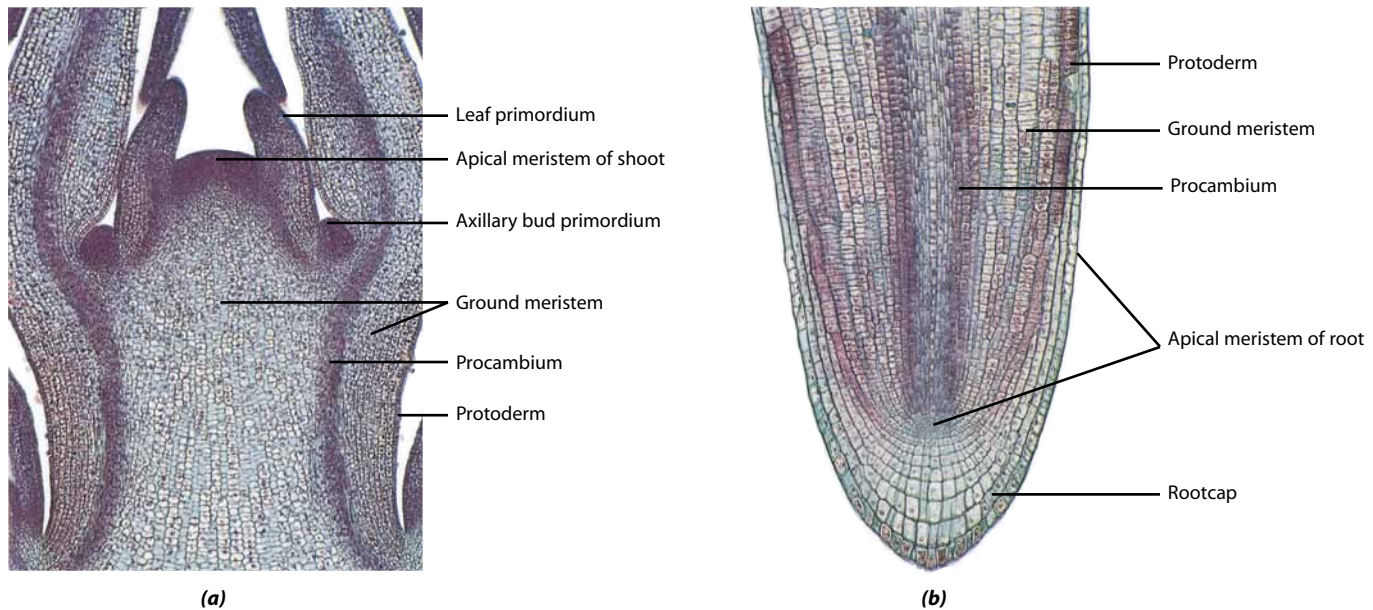 Leaf primordium
Apical meristem of shoot
Axillary bud primordium
Ground meristem
Procambium
Protoderm
(a)
Protoderm
Ground meristem
Procambium
Apical meristem of root
Rootcap
(b)